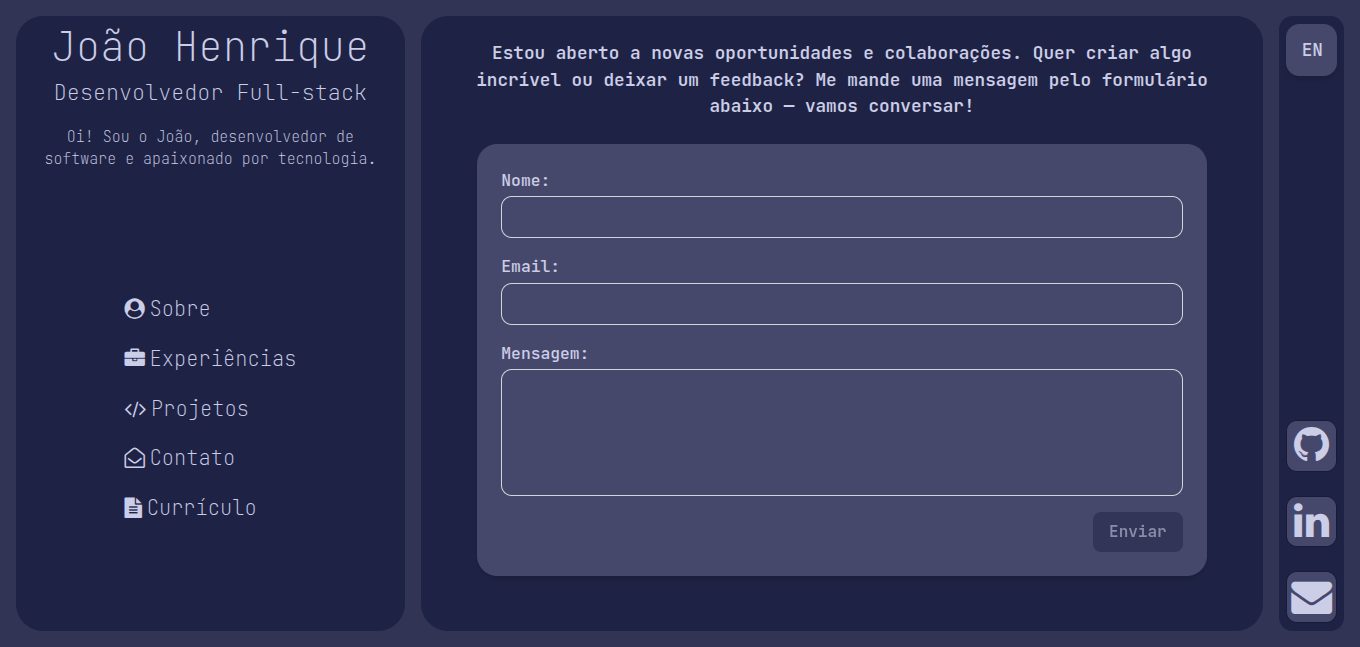 João Henrique
Desenvolvedor Full-stack
Oi! Sou o João, desenvolvedor de
software e apaixonado por tecnologia.
Sobre
Experiências
Projetos
Contato
Currículo
Estou aberto a novas oportunidades e colaborações. Quer criar algo
incrível ou deixar um feedback? Me mande uma mensagem pelo formulário
abaixo — vamos conversar!
Nome:
Email:
Mensagem:
Enviar
EN
in